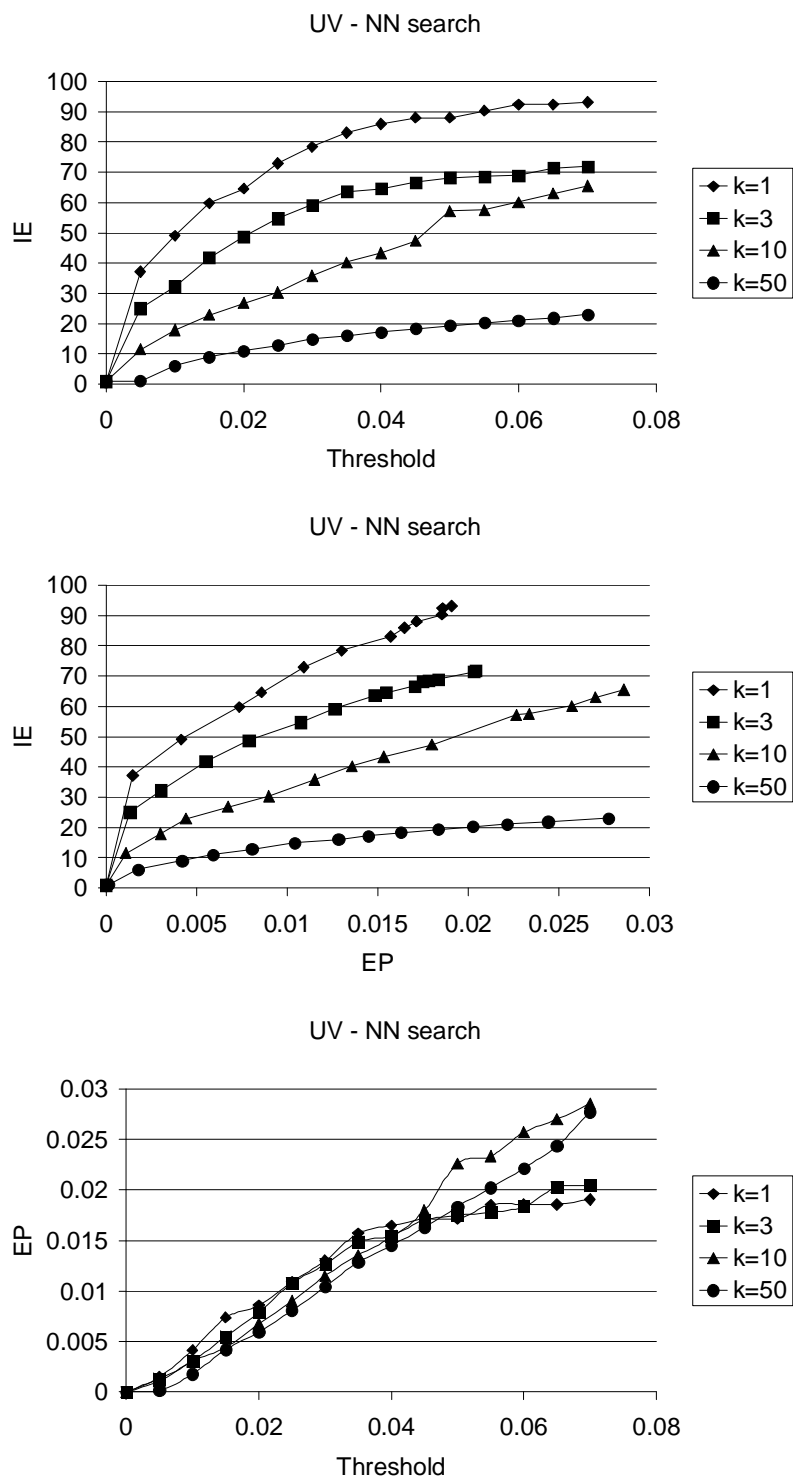 UV - NN search
100
90
80
70
60
50
40
30
20
10
0
IE
0 0.02 0.04 0.06 0.08
Threshold
k=1
k=3
k=10
k=50
UV - NN search
100
90
80
70
60
50
40
30
20
10
0
IE
0 0.005 0.01 0.015 0.02 0.025 0.03
EP
k=1
k=3
k=10
k=50
UV - NN search
0.03
0.025
0.02
0.015
0.01
0.005
0
EP
0 0.02 0.04 0.06 0.08
Threshold
k=1
k=3
k=10
k=50